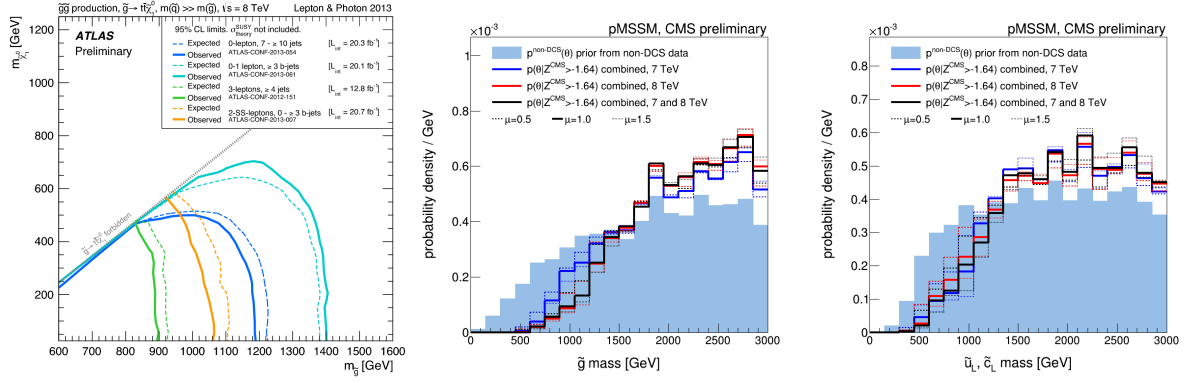 g̃g̃ production, g̃→ tt̄χ̃⁰₁, m(q̃) >> m(g̃), √s = 8 TeV
Lepton & Photon 2013
ATLAS
Preliminary
95% CL limits. σ^SUSY_theory not included.
Expected 0-lepton, 7 - ≥ 10 jets [L_int = 20.3 fb⁻¹]
Observed ATLAS-CONF-2013-054
Expected 0-1 lepton, ≥ 3 b-jets [L_int = 20.1 fb⁻¹]
Observed ATLAS-CONF-2013-061
Expected 3-leptons, ≥ 4 jets [L_int = 12.8 fb⁻¹]
Observed ATLAS-CONF-2012-151
Expected 2-SS-leptons, 0 - ≥ 3 b-jets [L_int = 20.7 fb⁻¹]
Observed ATLAS-CONF-2013-007
g̃→ tt̄χ̃⁰₁ forbidden
m_χ̃⁰₁ [GeV]
1200
1000
800
600
400
200
600 700 800 900 1000 1100 1200 1300 1400 1500 1600
m_g̃ [GeV]
pMSSM, CMS preliminary
×10⁻³
p^non-DCS(θ) prior from non-DCS data
p(θ|Z^CMS>-1.64) combined, 7 TeV
p(θ|Z^CMS>-1.64) combined, 8 TeV
p(θ|Z^CMS>-1.64) combined, 7 and 8 TeV
μ=0.5 μ=1.0 μ=1.5
probability density / GeV
1
0.8
0.6
0.4
0.2
0
0 500 1000 1500 2000 2500 3000
g̃ mass [GeV]
pMSSM, CMS preliminary
×10⁻³
p^non-DCS(θ) prior from non-DCS data
p(θ|Z^CMS>-1.64) combined, 7 TeV
p(θ|Z^CMS>-1.64) combined, 8 TeV
p(θ|Z^CMS>-1.64) combined, 7 and 8 TeV
μ=0.5 μ=1.0 μ=1.5
probability density / GeV
0.9
0.8
0.7
0.6
0.5
0.4
0.3
0.2
0.1
0
0 500 1000 1500 2000 2500 3000
ũ_L, c̃_L mass [GeV]